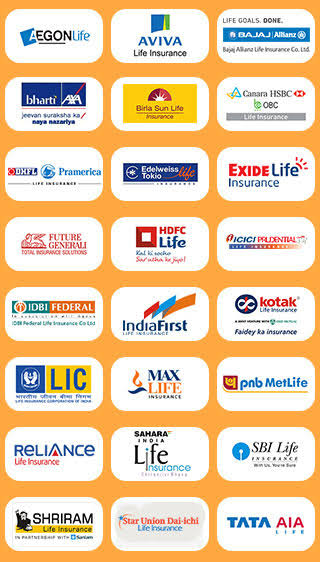 AEGON Life
AVIVA
Life Insurance
LIFE GOALS. DONE.
BAJAJ Allianz
Bajaj Allianz Life Insurance Co. Ltd.
bharti AXA
jeevan suraksha ka
naya nazariya
Birla Sun Life
Insurance
Canara HSBC
OBC
Life Insurance
DHFL Pramerica
LIFE INSURANCE
Edelweiss
Tokio life
INSURANCE
EXIDE Life
Insurance
FUTURE
GENERALI
TOTAL INSURANCE SOLUTIONS
HDFC
Life
Kal ki socho
Sar utha ke jiyo!
ICICI PRUDENTIAL
IDBI FEDERAL
IDBI Federal Life Insurance Co Ltd
IndiaFirst
LIFE INSURANCE
kotak
Life Insurance
Faidey ka insurance
LIC
भारतीय जीवन बीमा निगम
LIFE INSURANCE CORPORATION OF INDIA
MAX
LIFE
INSURANCE
pnb MetLife
RELIANCE
Life Insurance
SAHARA
INDIA
Life
Insurance
SBI Life
INSURANCE
With Us, You're Sure
SHRIRAM
Life Insurance
IN PARTNERSHIP WITH Sanlam
Star Union Dai-ichi
Life Insurance
TATA AIA
LIFE